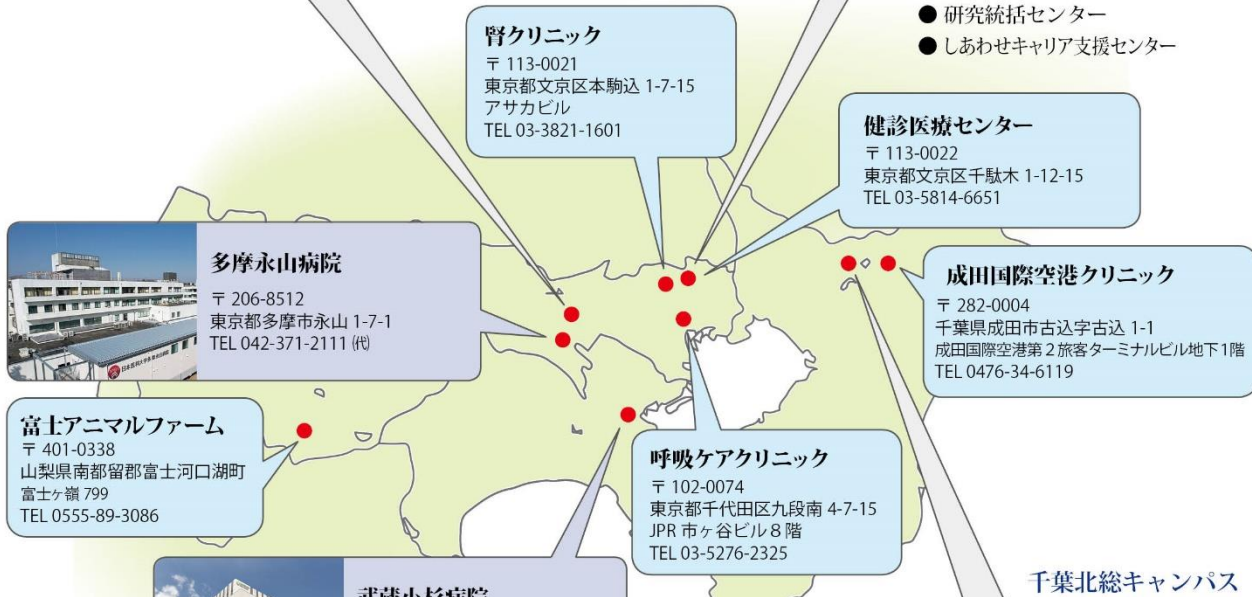 ● 研究統括センター
● しあわせキャリア支援センター
腎クリニック
〒 113-0021
東京都文京区本駒込 1-7-15
アサカビル
TEL 03-3821-1601
健診医療センター
〒 113-0022
東京都文京区千駄木 1-12-15
TEL 03-5814-6651
多摩永山病院
〒 206-8512
東京都多摩市永山 1-7-1
TEL 042-371-2111 ㈹
成田国際空港クリニック
〒 282-0004
千葉県成田市古込字古込 1-1
成田国際空港第２旅客ターミナルビル地下１階
TEL 0476-34-6119
富士アニマルファーム
〒 401-0338
山梨県南都留郡富士河口湖町
富士ヶ嶺 799
TEL 0555-89-3086
呼吸ケアクリニック
〒 102-0074
東京都千代田区九段南 4-7-15
JPR 市ヶ谷ビル８階
TEL 03-5276-2325
武蔵小杉病院
千葉北総キャンパス